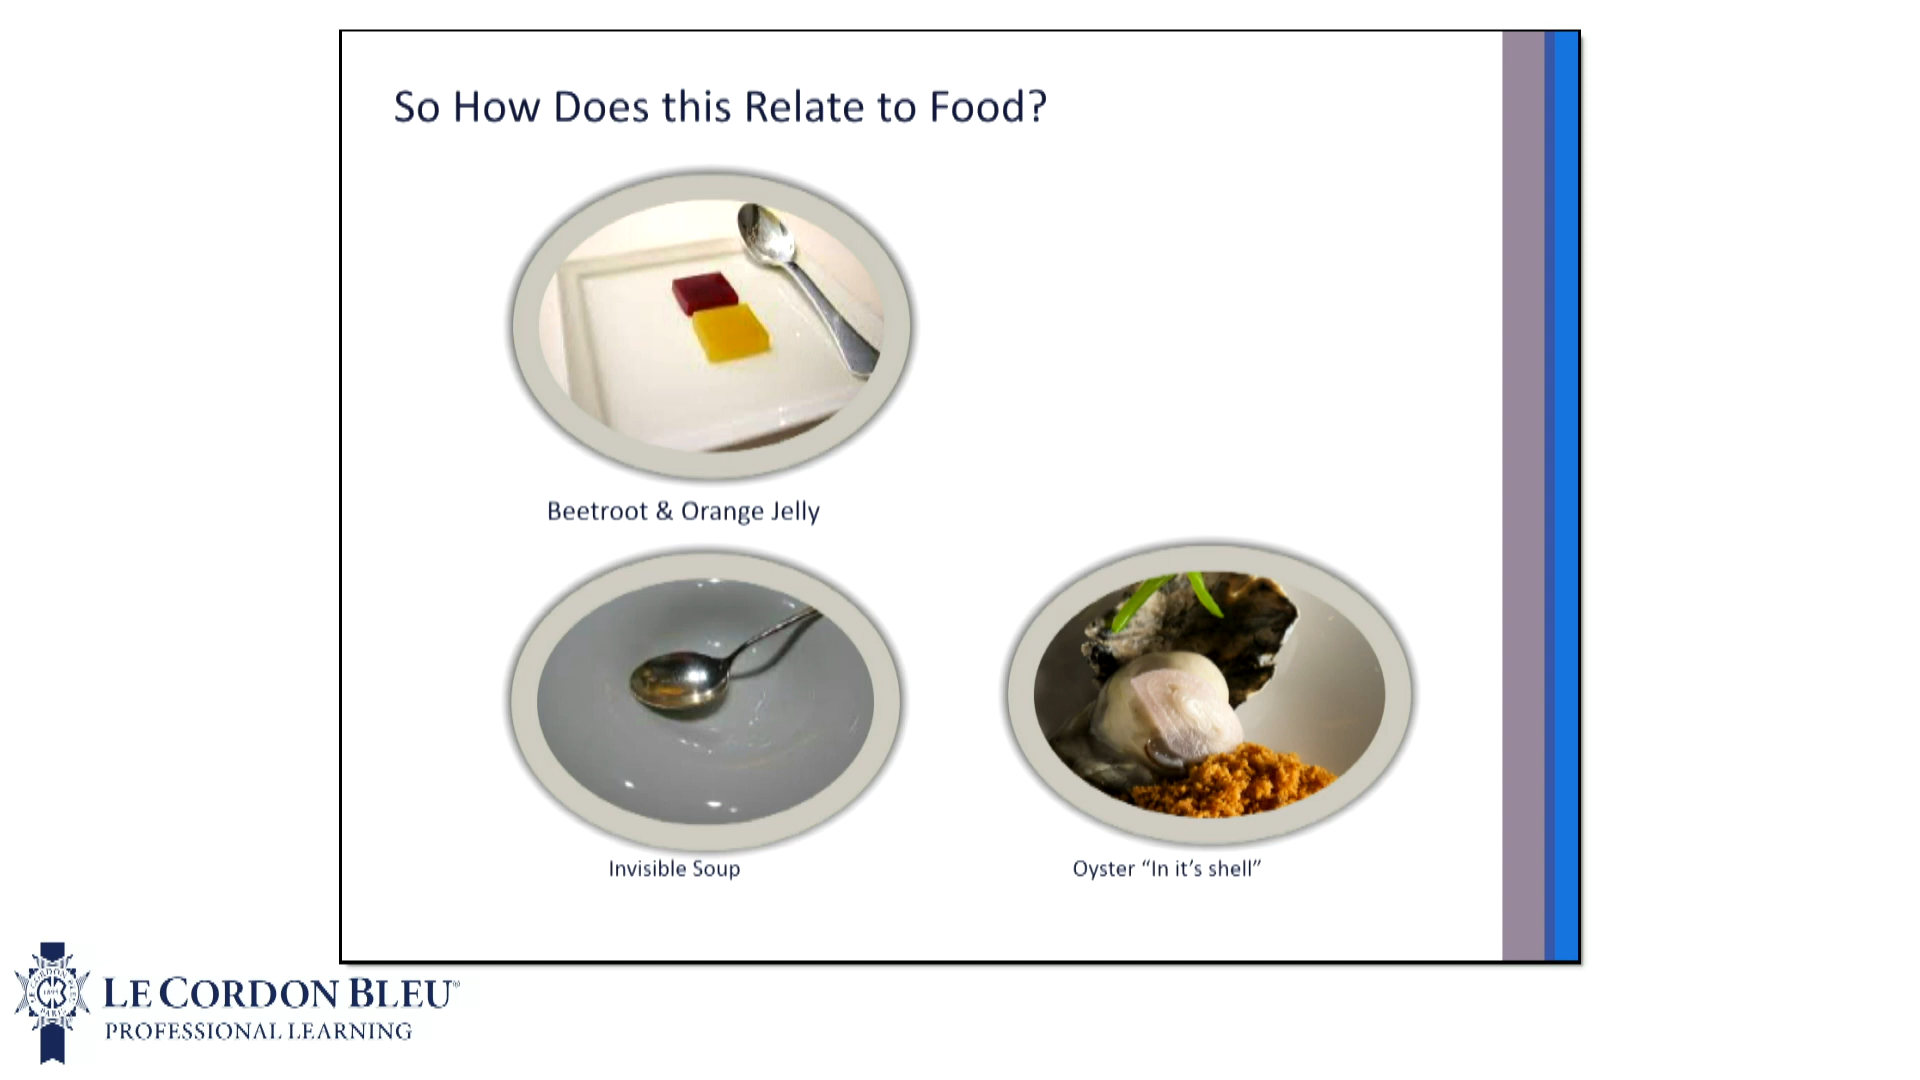 So How Does this Relate to Food?
Beetroot & Orange Jelly
Invisible Soup
Oyster “In it’s shell”
LE CORDON BLEU®
PROFESSIONAL LEARNING